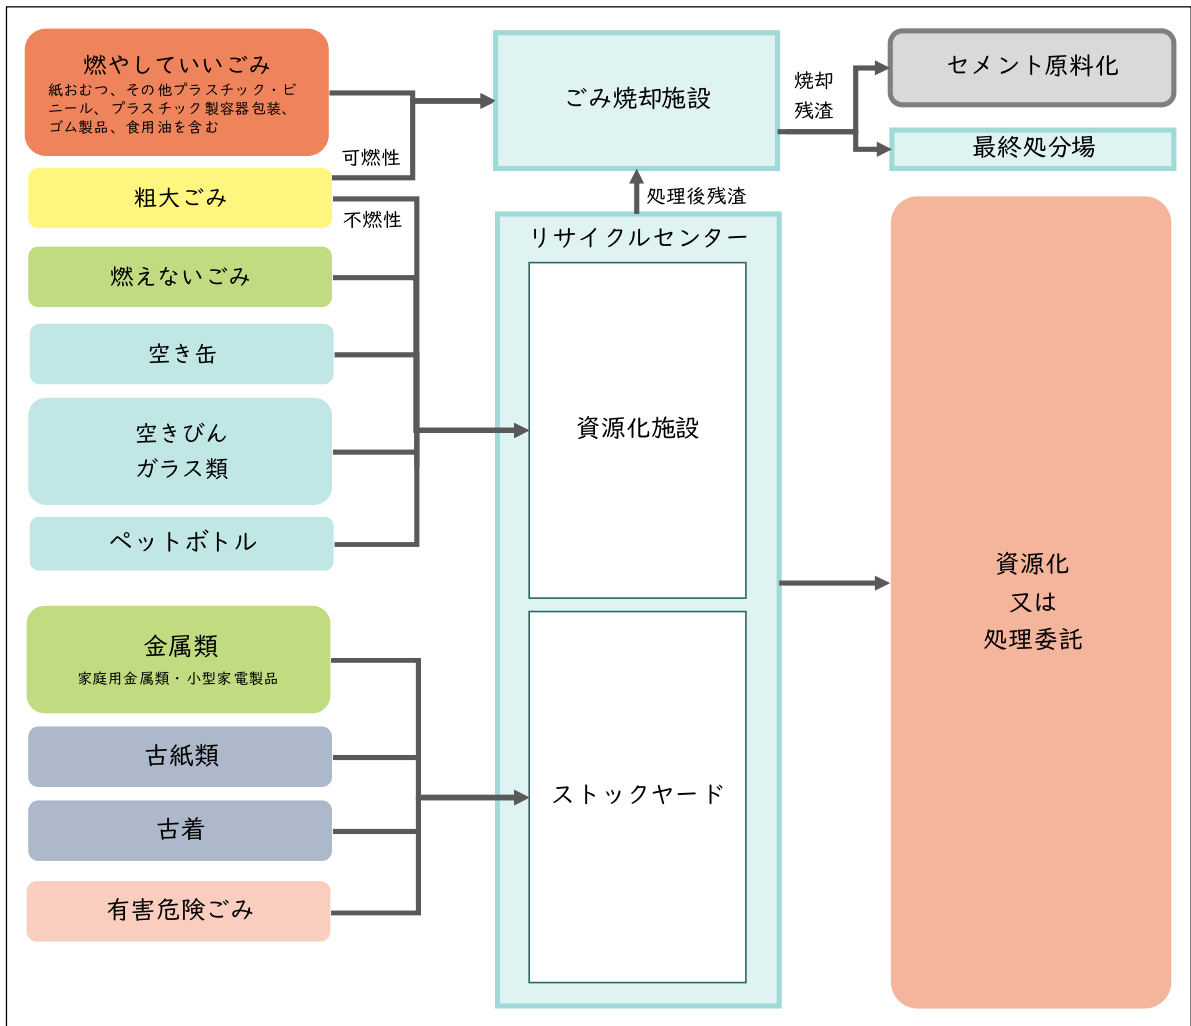 燃やしていいごみ
紙おむつ、その他プラスチック・ビ
ニール、プラスチック製容器包装、
ゴム製品、食用油を含む
可燃性
粗大ごみ
不燃性
燃えないごみ
空き缶
空きびん
ガラス類
ペットボトル
金属類
家庭用金属類・小型家電製品
古紙類
古着
有害危険ごみ
ごみ焼却施設
処理後残渣
リサイクルセンター
資源化施設
ストックヤード
焼却
残渣
セメント原料化
最終処分場
資源化
又は
処理委託